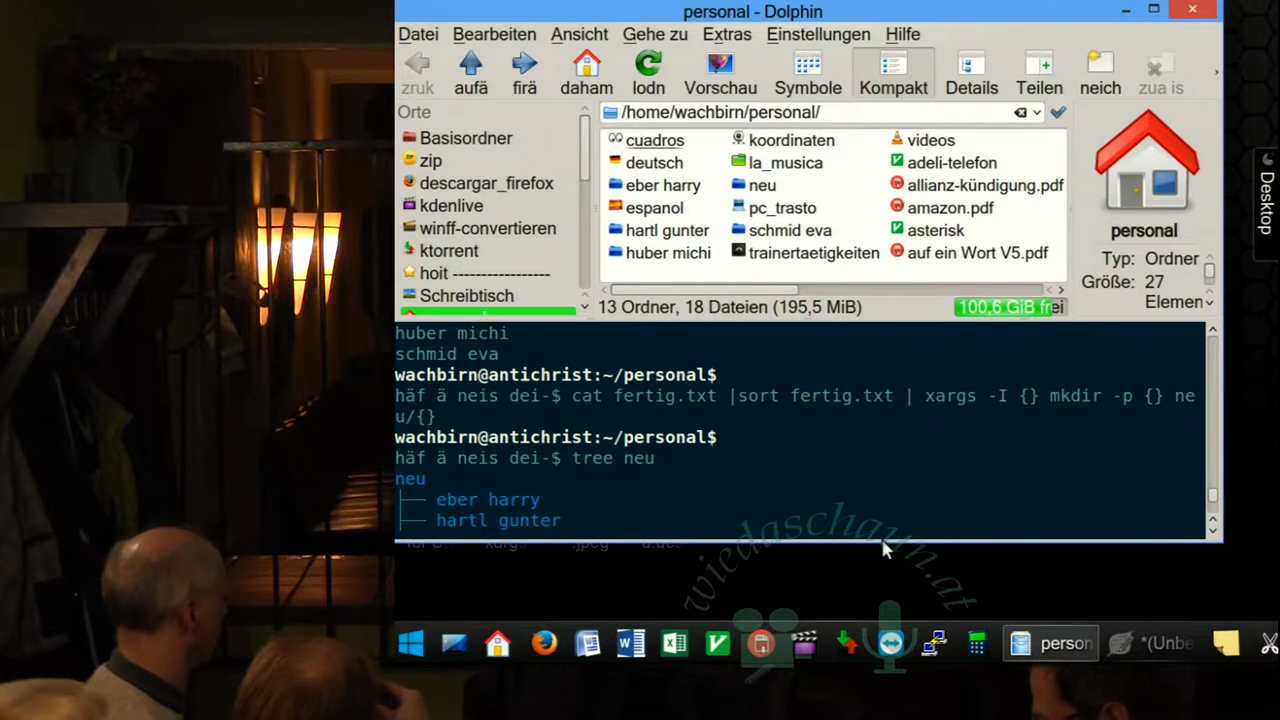 personal - Dolphin
Datei Bearbeiten Ansicht Gehe zu Extras Einstellungen Hilfe
zruk aufä firä daham lodn Vorschau Symbole Kompakt Details Teilen neich zua is
Orte
Basisordner
zip
descargar_firefox
kdenlive
winff-convertieren
ktorrent
hoit -----------------
Schreibtisch
/home/wachbirn/personal/
cuadros koordinaten videos
deutsch la_musica adeli-telefon
eber harry neu allianz-kündigung.pdf
espanol pc_trasto amazon.pdf
hartl gunter schmid eva asterisk
huber michi trainertaetigkeiten auf ein Wort V5.pdf
13 Ordner, 18 Dateien (195,5 MiB) 100,6 GiB frei
personal
Typ: Ordner
Größe: 27
Elemen
Desktop
huber michi
schmid eva
wachbirn@antichrist:~/personal$
häf ä neis dei-$ cat fertig.txt |sort fertig.txt | xargs -I {} mkdir -p {} ne
u/{}
wachbirn@antichrist:~/personal$
häf ä neis dei-$ tree neu
neu
├── eber harry
├── hartl gunter
wiedaschaun.at
person *(Unbe